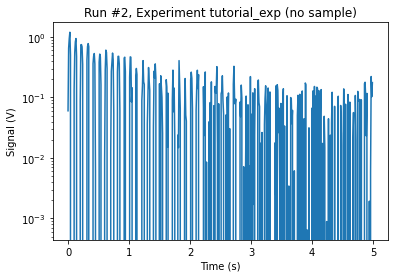 Run #2, Experiment tutorial_exp (no sample)
Signal (V)
10⁰
10⁻¹
10⁻²
10⁻³
0 1 2 3 4 5
Time (s)